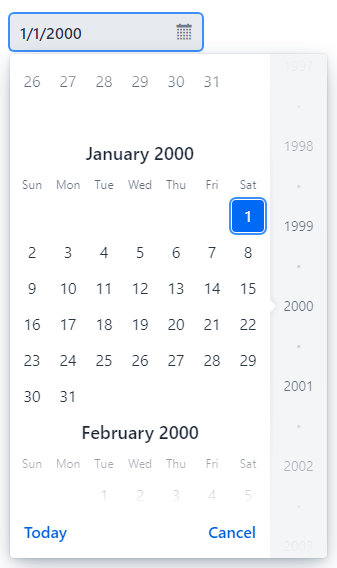 1/1/2000
26 27 28 29 30 31
January 2000
Sun Mon Tue Wed Thu Fri Sat
1
2 3 4 5 6 7 8
9 10 11 12 13 14 15
16 17 18 19 20 21 22
23 24 25 26 27 28 29
30 31
February 2000
Sun Mon Tue Wed Thu Fri Sat
1 2 3 4 5
Today Cancel
1997
1998
1999
2000
2001
2002
2003